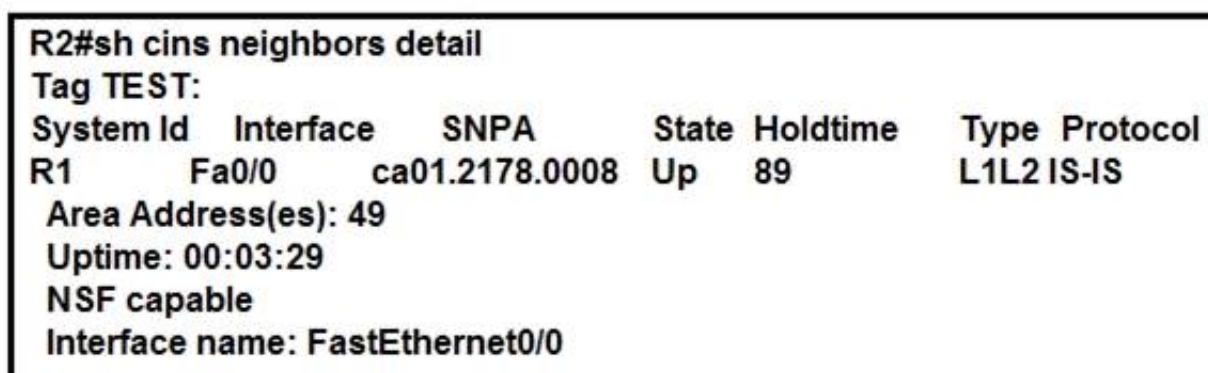 R2#sh cins neighbors detail
Tag TEST:
System Id Interface SNPA State Holdtime Type Protocol
R1 Fa0/0 ca01.2178.0008 Up 89 L1L2 IS-IS
Area Address(es): 49
Uptime: 00:03:29
NSF capable
Interface name: FastEthernet0/0